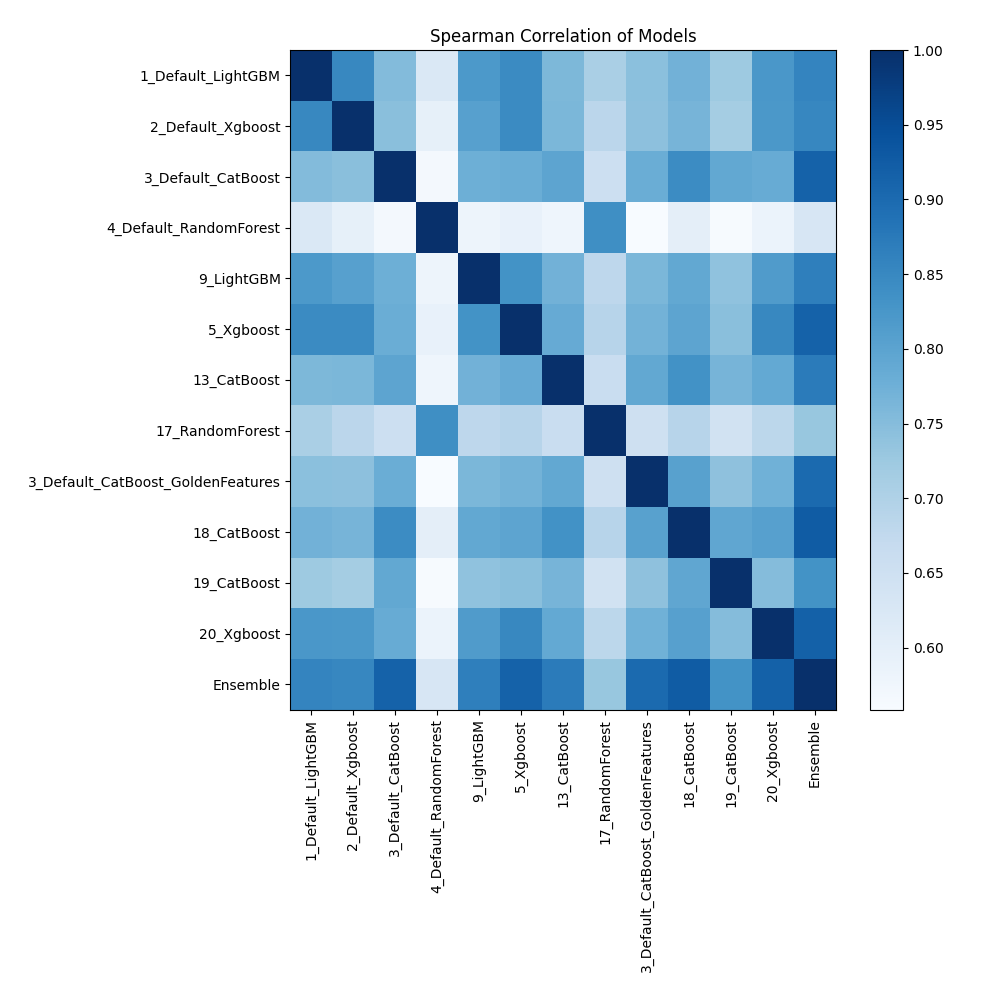 Spearman Correlation of Models
1_Default_LightGBM
2_Default_Xgboost
3_Default_CatBoost
4_Default_RandomForest
9_LightGBM
5_Xgboost
13_CatBoost
17_RandomForest
3_Default_CatBoost_GoldenFeatures
18_CatBoost
19_CatBoost
20_Xgboost
Ensemble
1_Default_LightGBM
2_Default_Xgboost
3_Default_CatBoost
4_Default_RandomForest
9_LightGBM
5_Xgboost
13_CatBoost
17_RandomForest
3_Default_CatBoost_GoldenFeatures
18_CatBoost
19_CatBoost
20_Xgboost
Ensemble
1.00
0.95
0.90
0.85
0.80
0.75
0.70
0.65
0.60